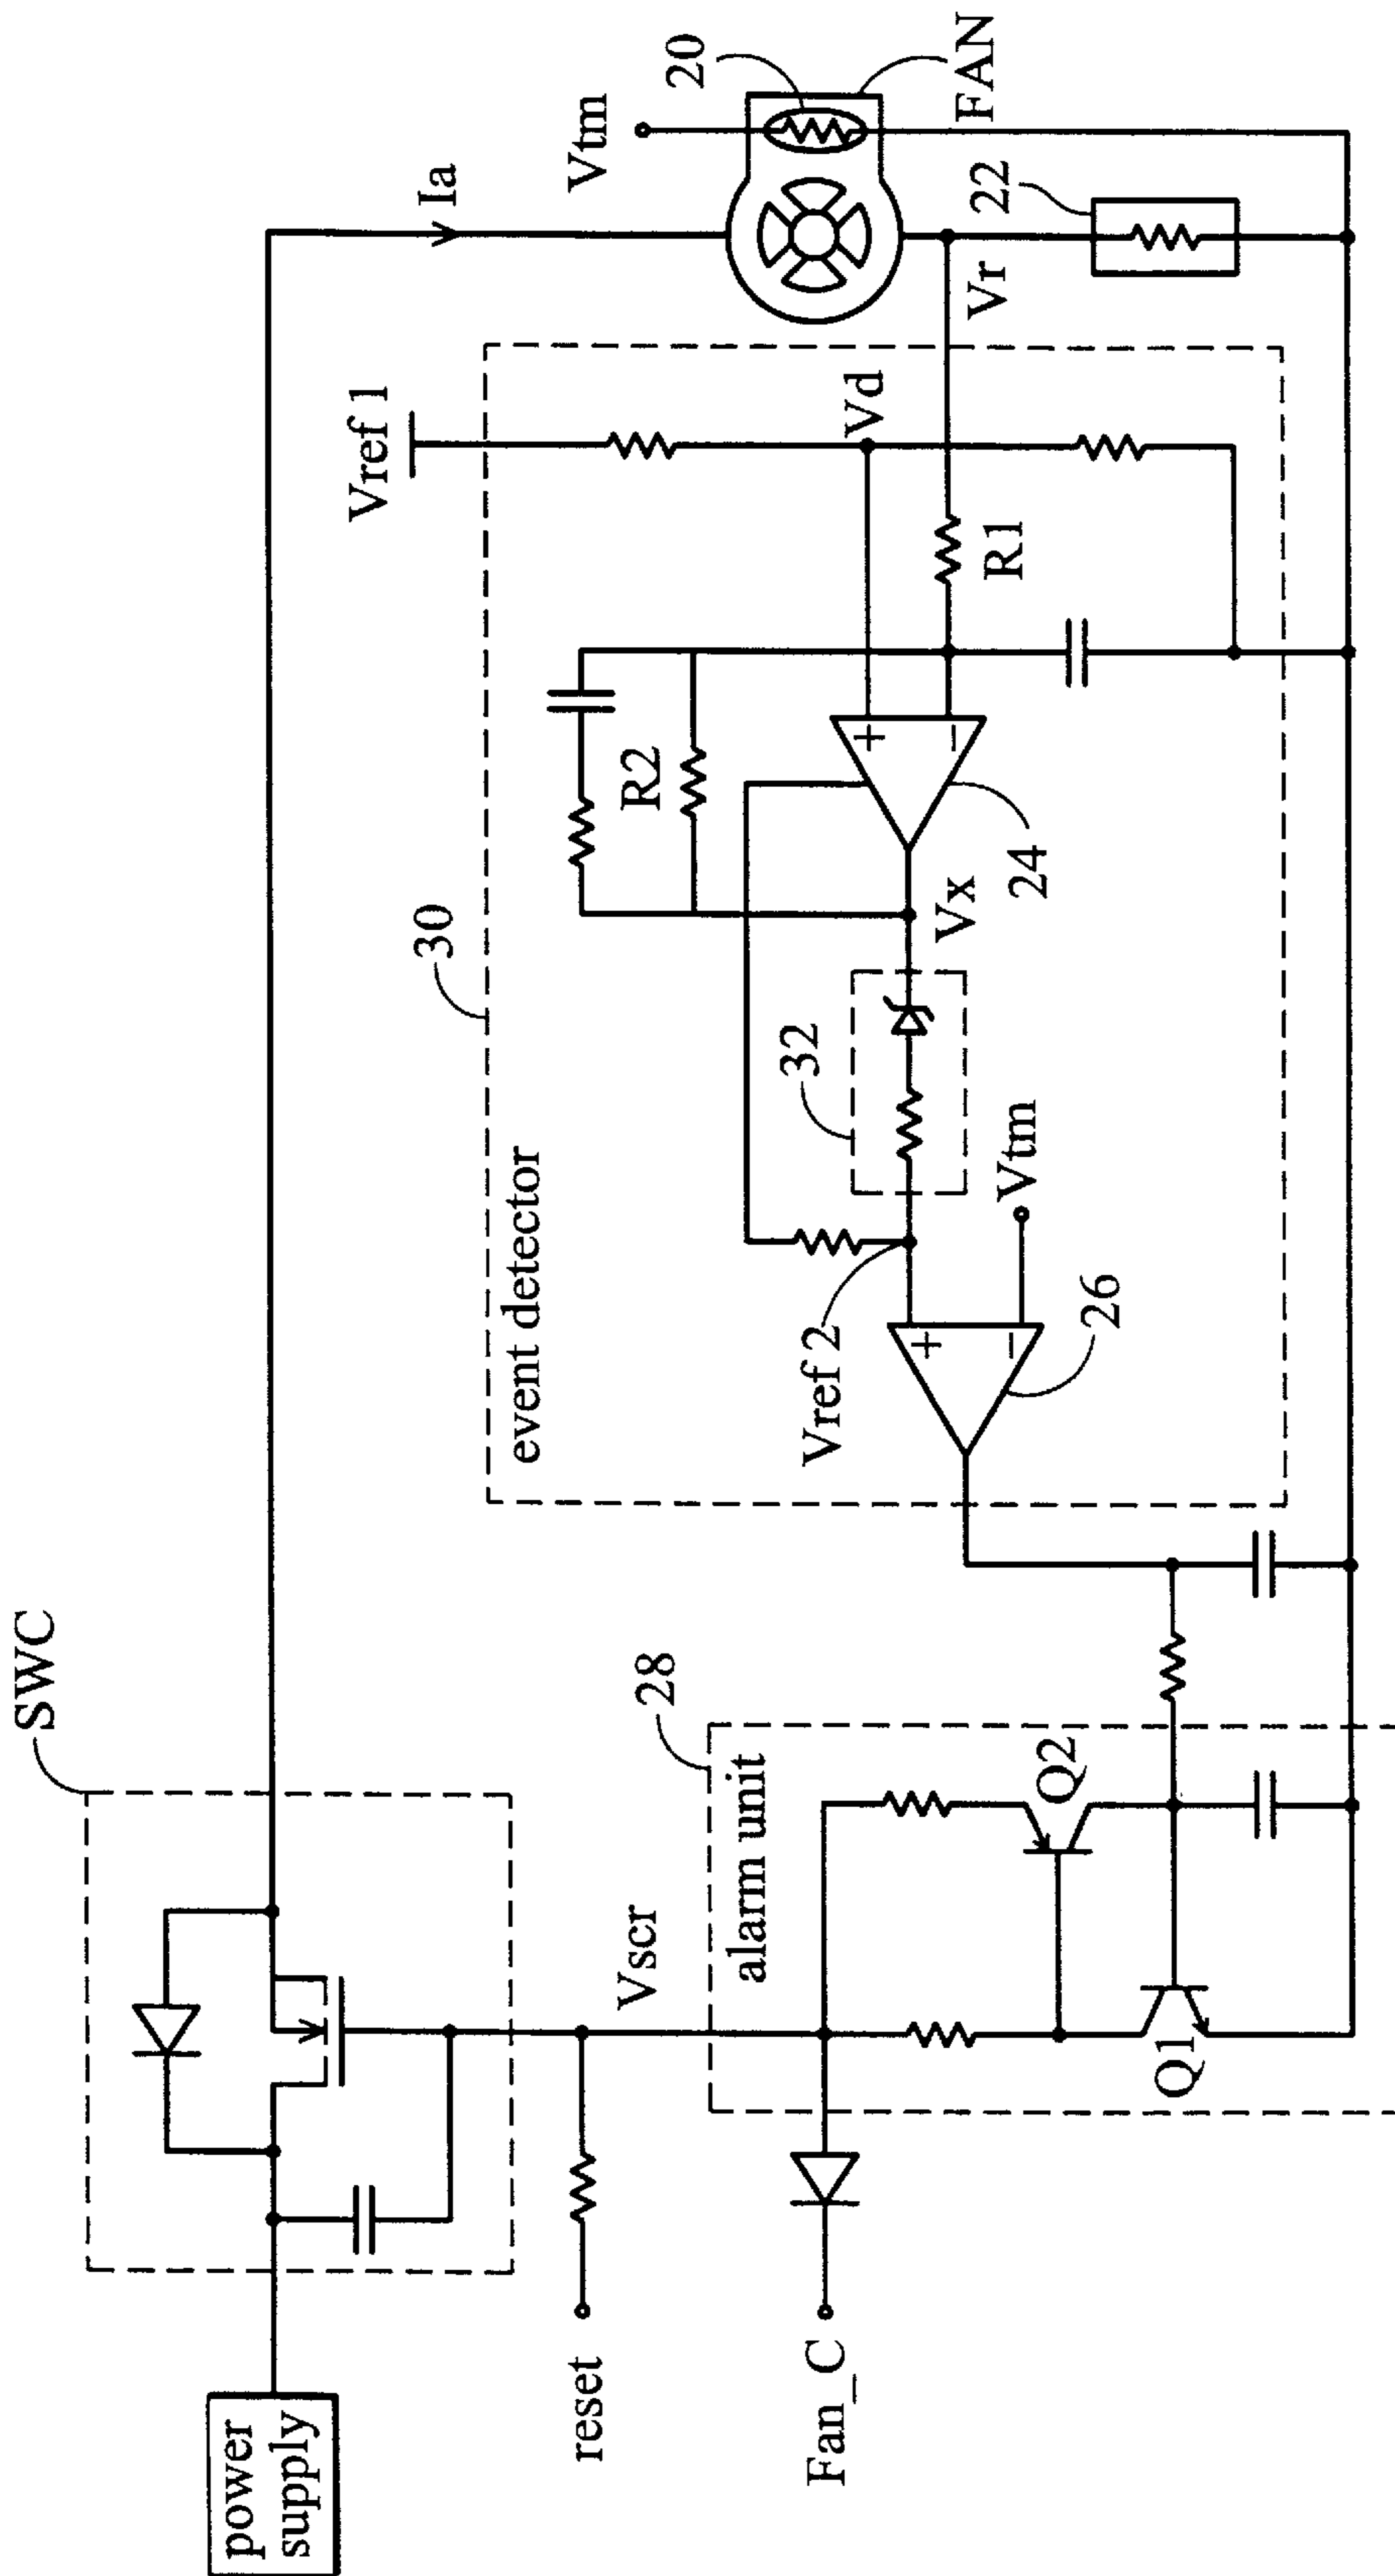 SWC
power
supply
Ia
Vtm
20
FAN
Vref 1
30
event detector
Vd
22
Vr
R2
R1
24
Vx
32
Vtm
Vref 2
26
reset
Vscr
28
alarm unit
Q2
Q1
Fan_C
+
−
+
−